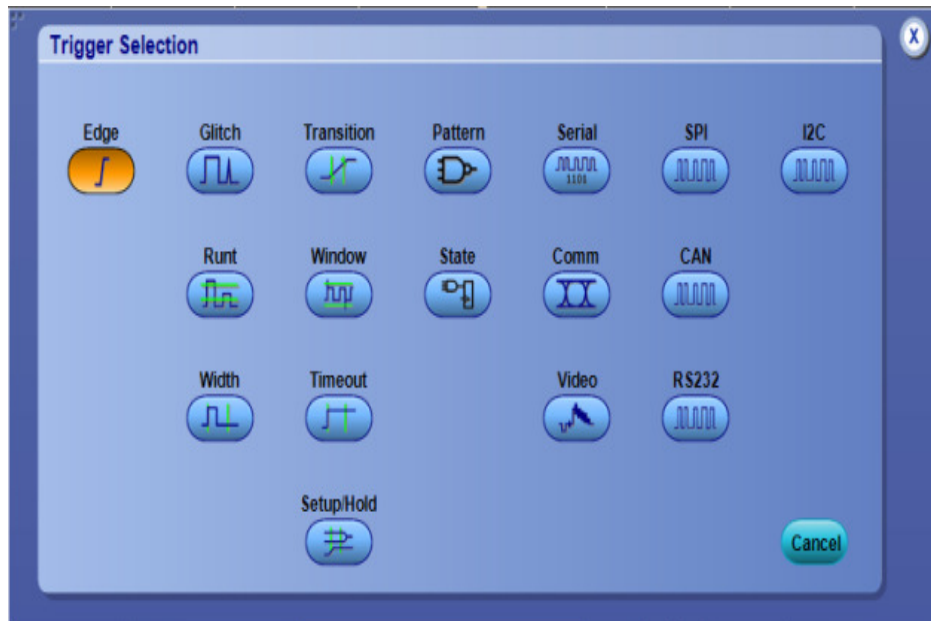 Trigger Selection
X
Edge Glitch Transition Pattern Serial SPI I2C
1101
Runt Window State Comm CAN
Width Timeout Video RS232
Setup/Hold
Cancel